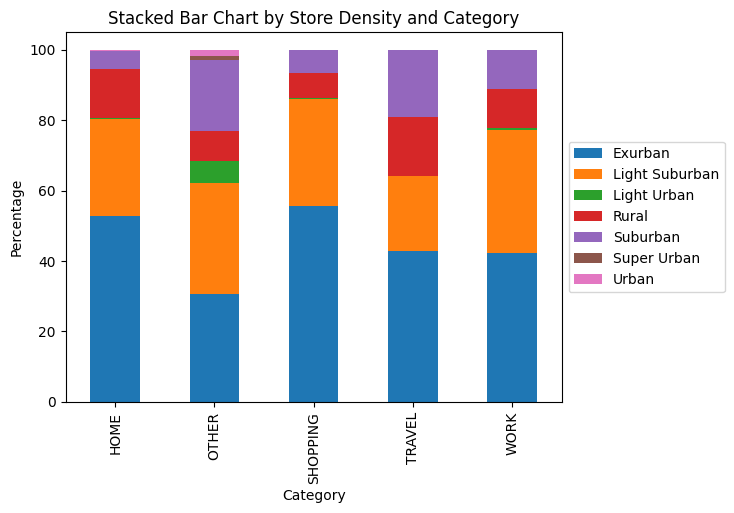 Stacked Bar Chart by Store Density and Category
Percentage
100
80
60
40
20
0
HOME
OTHER
SHOPPING
TRAVEL
WORK
Category
Exurban
Light Suburban
Light Urban
Rural
Suburban
Super Urban
Urban